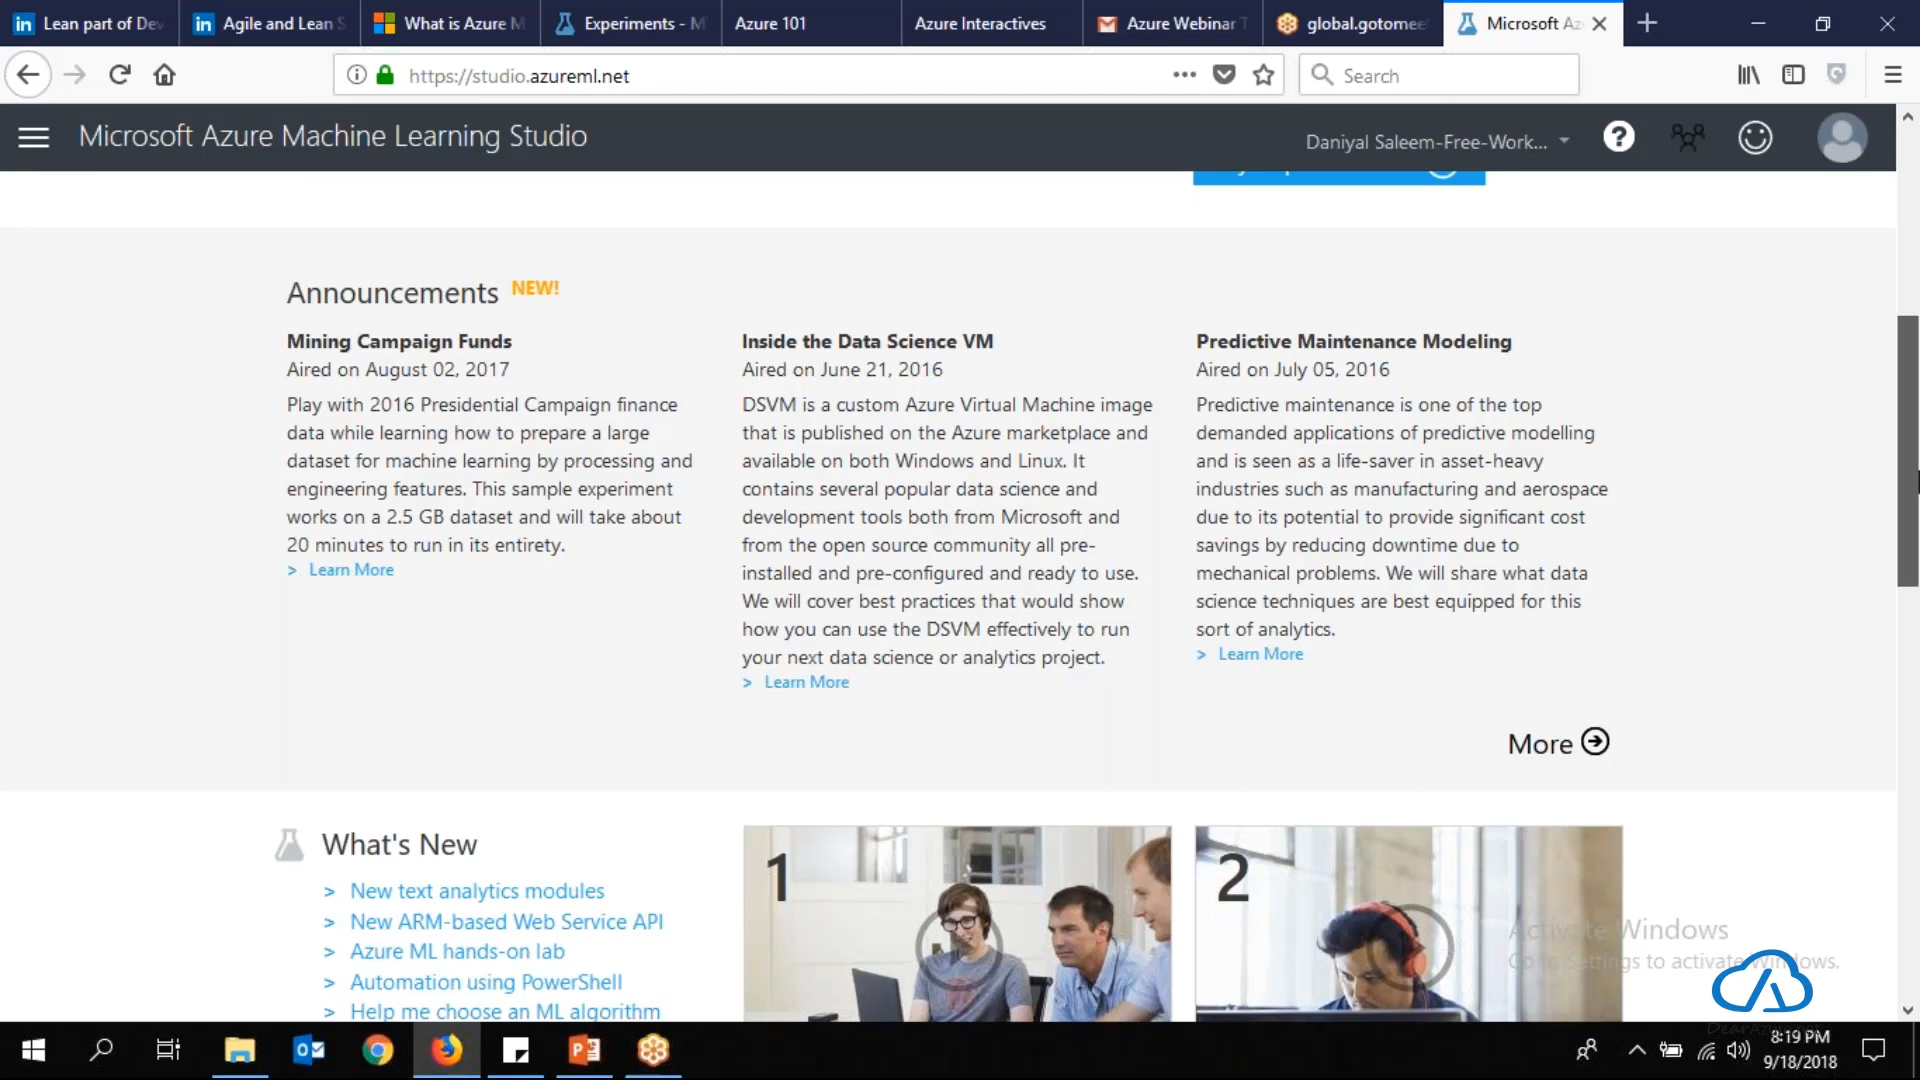 Lean part of Dev
Agile and Lean S
What is Azure M
Experiments - M
Azure 101
Azure Interactives
Azure Webinar T
global.gotomee
Microsoft Az
https://studio.azureml.net
Search
Microsoft Azure Machine Learning Studio
Daniyal Saleem-Free-Work...
Announcements NEW!
Mining Campaign Funds
Aired on August 02, 2017
Play with 2016 Presidential Campaign finance
data while learning how to prepare a large
dataset for machine learning by processing and
engineering features. This sample experiment
works on a 2.5 GB dataset and will take about
20 minutes to run in its entirety.
> Learn More
Inside the Data Science VM
Aired on June 21, 2016
DSVM is a custom Azure Virtual Machine image
that is published on the Azure marketplace and
available on both Windows and Linux. It
contains several popular data science and
development tools both from Microsoft and
from the open source community all pre-
installed and pre-configured and ready to use.
We will cover best practices that would show
how you can use the DSVM effectively to run
your next data science or analytics project.
> Learn More
Predictive Maintenance Modeling
Aired on July 05, 2016
Predictive maintenance is one of the top
demanded applications of predictive modelling
and is seen as a life-saver in asset-heavy
industries such as manufacturing and aerospace
due to its potential to provide significant cost
savings by reducing downtime due to
mechanical problems. We will share what data
science techniques are best equipped for this
sort of analytics.
> Learn More
More
What's New
> New text analytics modules
> New ARM-based Web Service API
> Azure ML hands-on lab
> Automation using PowerShell
> Help me choose an ML algorithm
1
2
Activate Windows
Go to Settings to activate Windows.
8:19 PM
9/18/2018